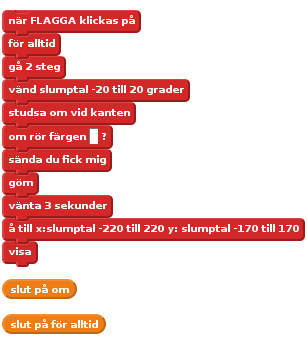 när FLAGGA klickas på
för alltid
gå 2 steg
vänd slumptal -20 till 20 grader
studsa om vid kanten
om rör färgen ?
sända du fick mig
göm
vänta 3 sekunder
å till x:slumptal -220 till 220 y: slumptal -170 till 170
visa
slut på om
slut på för alltid